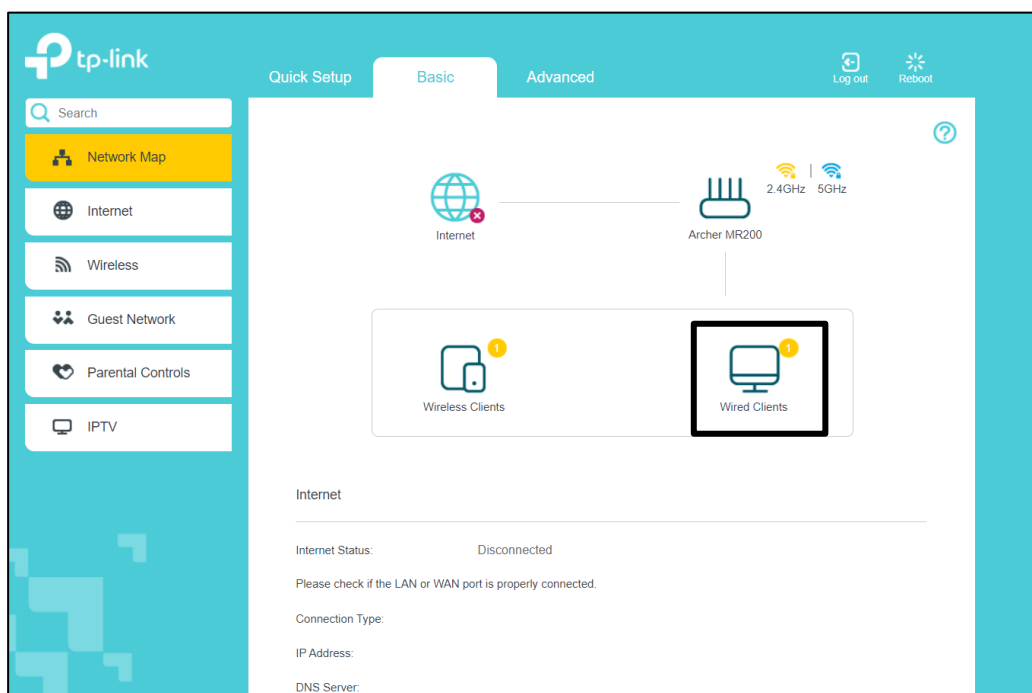 tp-link
Quick Setup Basic Advanced Log out Reboot
Search
Network Map
Internet
Wireless
Guest Network
Parental Controls
IPTV
2.4GHz | 5GHz
Internet
Archer MR200
1
Wireless Clients
1
Wired Clients
Internet
Internet Status: Disconnected
Please check if the LAN or WAN port is properly connected.
Connection Type:
IP Address:
DNS Server: